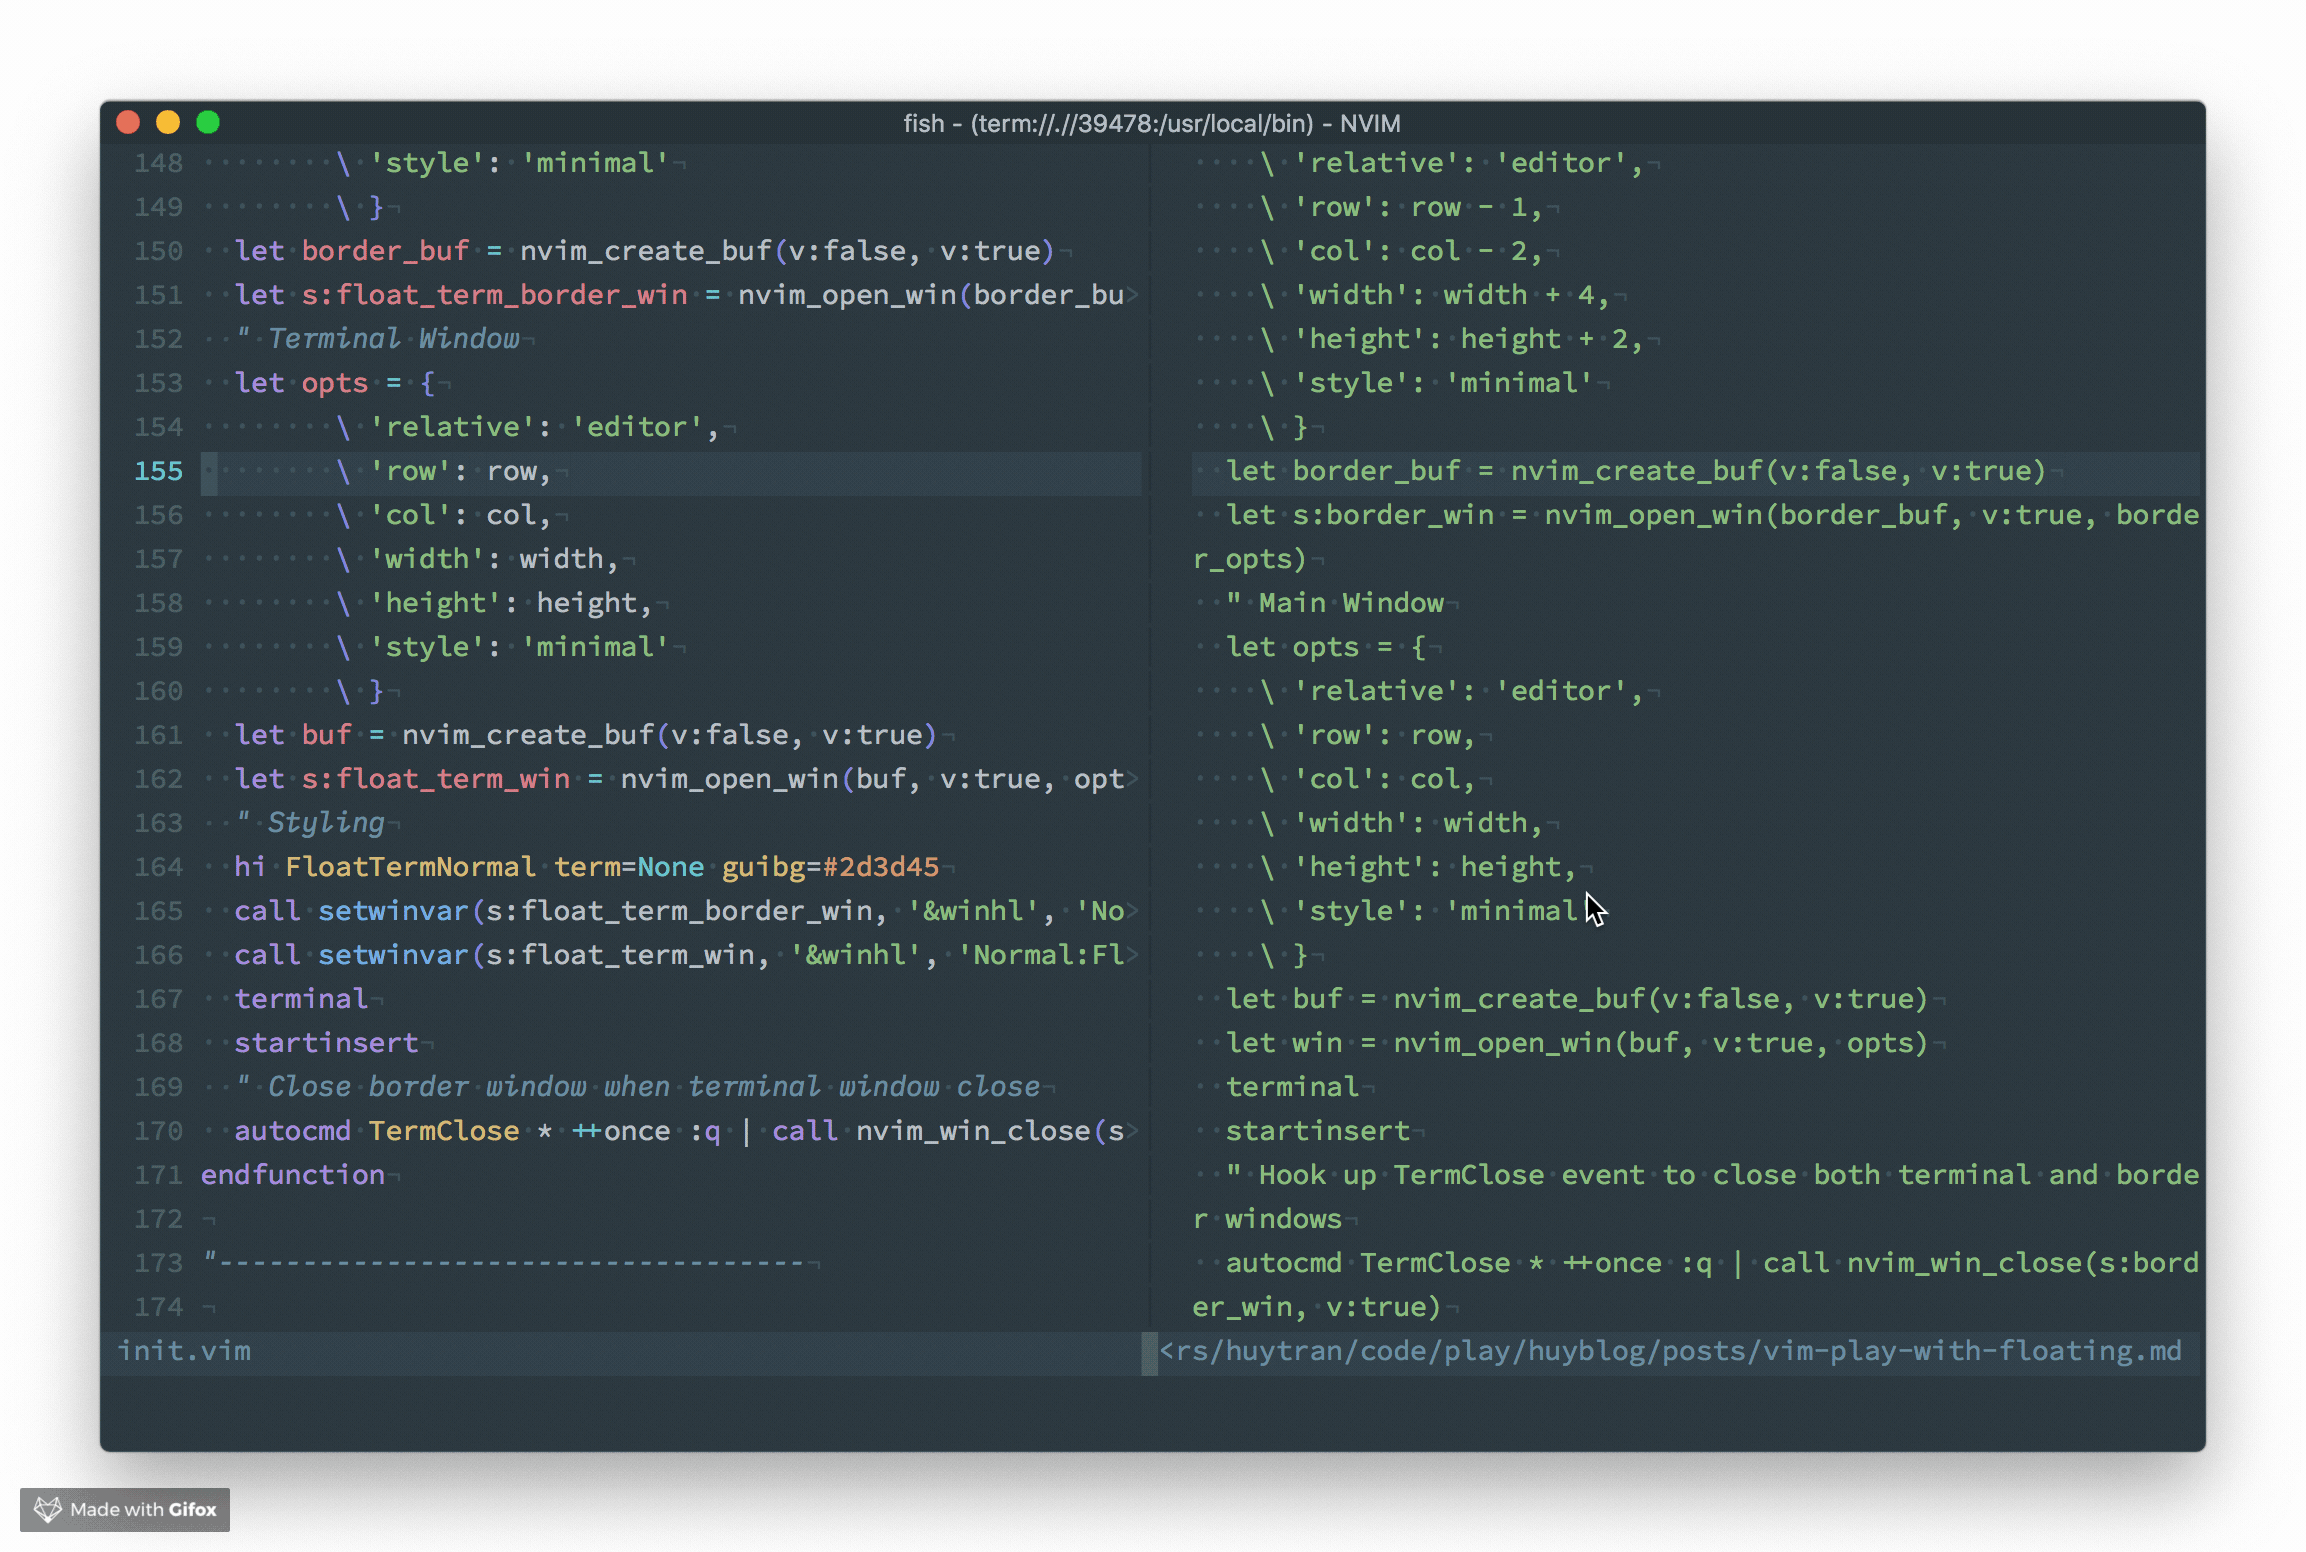 fish - (term://.//39478:/usr/local/bin) - NVIM
148 \ 'style': 'minimal'¬
149 \ }¬
150 let border_buf = nvim_create_buf(v:false, v:true)¬
151 let s:float_term_border_win = nvim_open_win(border_bu>
152 " Terminal Window¬
153 let opts = {¬
154 \ 'relative': 'editor',¬
155 \ 'row': row,¬
156 \ 'col': col,¬
157 \ 'width': width,¬
158 \ 'height': height,¬
159 \ 'style': 'minimal'¬
160 \ }¬
161 let buf = nvim_create_buf(v:false, v:true)¬
162 let s:float_term_win = nvim_open_win(buf, v:true, opt>
163 " Styling¬
164 hi FloatTermNormal term=None guibg=#2d3d45¬
165 call setwinvar(s:float_term_border_win, '&winhl', 'No>
166 call setwinvar(s:float_term_win, '&winhl', 'Normal:Fl>
167 terminal¬
168 startinsert¬
169 " Close border window when terminal window close¬
170 autocmd TermClose * ++once :q | call nvim_win_close(s>
171 endfunction¬
172 ¬
173 "-----------------------------------¬
174 ¬
init.vim
\ 'relative': 'editor',¬
\ 'row': row - 1,¬
\ 'col': col - 2,¬
\ 'width': width + 4,¬
\ 'height': height + 2,¬
\ 'style': 'minimal'¬
\ }¬
let border_buf = nvim_create_buf(v:false, v:true)¬
let s:border_win = nvim_open_win(border_buf, v:true, borde
r_opts)¬
" Main Window¬
let opts = {¬
\ 'relative': 'editor',¬
\ 'row': row,¬
\ 'col': col,¬
\ 'width': width,¬
\ 'height': height,¬
\ 'style': 'minimal
\ }¬
let buf = nvim_create_buf(v:false, v:true)¬
let win = nvim_open_win(buf, v:true, opts)¬
terminal¬
startinsert¬
" Hook up TermClose event to close both terminal and borde
r windows¬
autocmd TermClose * ++once :q | call nvim_win_close(s:bord
er_win, v:true)¬
<rs/huytran/code/play/huyblog/posts/vim-play-with-floating.md
Made with Gifox